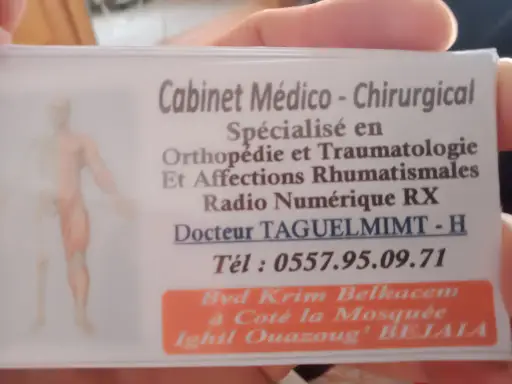 Cabinet Médico - Chirurgical
Spécialisé en
Orthopédie et Traumatologie
Et Affections Rhumatismales
Radio Numérique RX
Docteur TAGUELMIMT - H
Tél : 0557.95.09.71
Bvd Krim Belkacem
à Coté la Mosquée
Ighil Ouazoug' BEJAIA